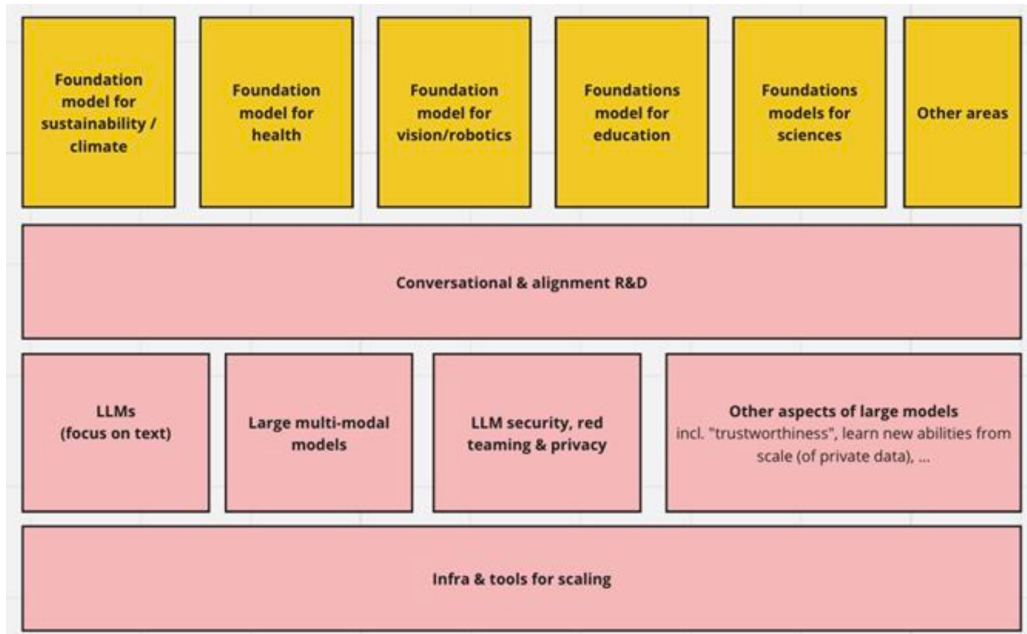 Foundation
model for
sustainability /
climate
Foundation
model for
health
Foundation
model for
vision/robotics
Foundations
model for
education
Foundations
models for
sciences
Other areas
Conversational & alignment R&D
LLMs
(focus on text)
Large multi-modal
models
LLM security, red
teaming & privacy
Other aspects of large models
incl. "trustworthiness", learn new abilities from
scale (of private data), ...
Infra & tools for scaling